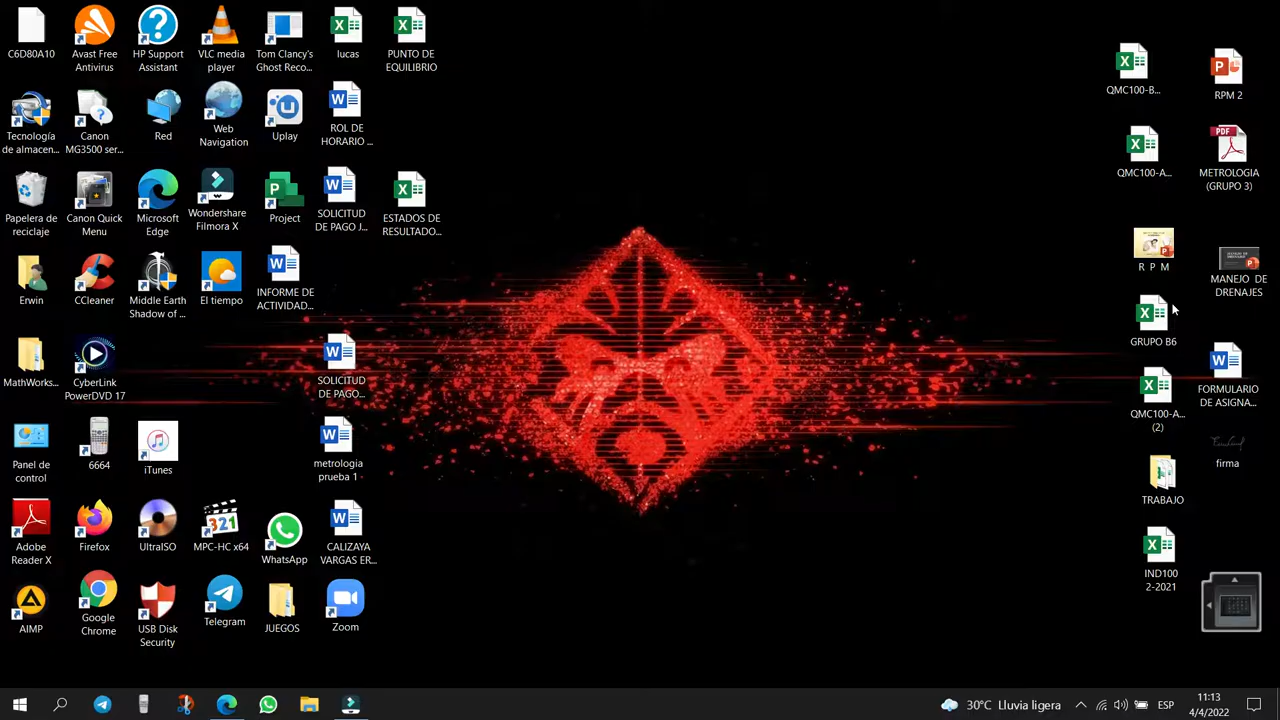 C6D80A10
Avast Free
Antivirus
HP Support
Assistant
VLC media
player
Tom Clancy's
Ghost Reco...
lucas
PUNTO DE
EQUILIBRIO
QMC100-B...
RPM 2
Tecnología
de almacen...
Canon
MG3500 ser...
Red
Web
Navigation
Uplay
ROL DE
HORARIO ...
QMC100-A...
METROLOGIA
(GRUPO 3)
Papelera de
reciclaje
Canon Quick
Menu
Microsoft
Edge
Wondershare
Filmora X
Project
SOLICITUD
DE PAGO J...
ESTADOS DE
RESULTADO...
R P M
MANEJO DE
DRENAJES
Erwin
CCleaner
Middle Earth
Shadow of ...
El tiempo
INFORME DE
ACTIVIDAD...
GRUPO B6
MathWorks...
CyberLink
PowerDVD 17
SOLICITUD
DE PAGO...
QMC100-A...
(2)
FORMULARIO
DE ASIGNA...
Panel de
control
6664
iTunes
metrologia
prueba 1
TRABAJO
firma
Adobe
Reader X
Firefox
UltraISO
MPC-HC x64
WhatsApp
CALIZAYA
VARGAS ER...
IND100
2-2021
AIMP
Google
Chrome
USB Disk
Security
Telegram
JUEGOS
Zoom
30°C Lluvia ligera
ESP
11:13
4/4/2022